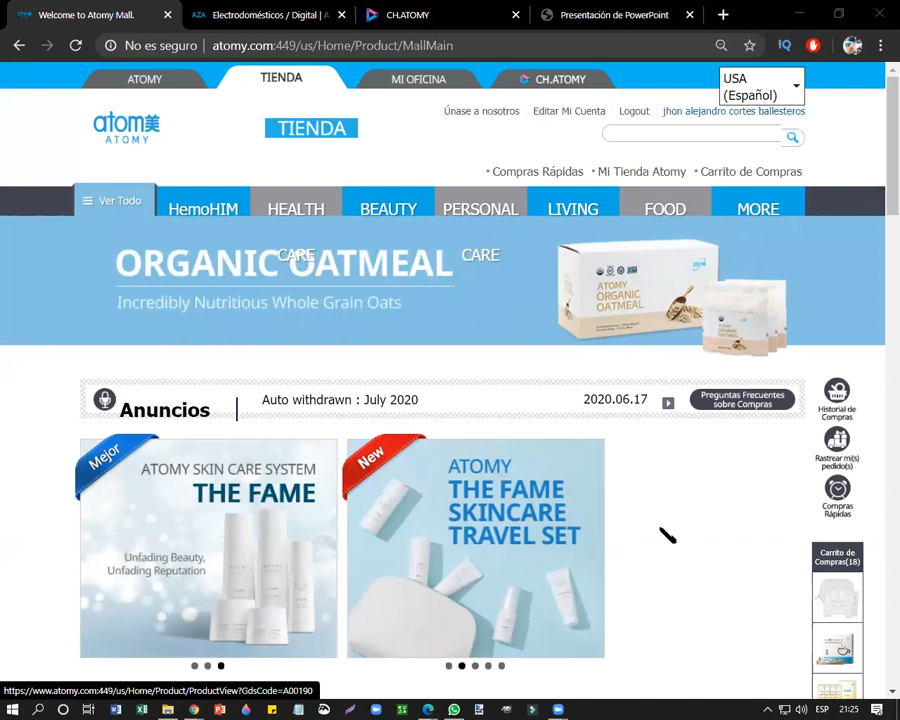 Welcome to Atomy Mall.
AZA Electrodomésticos / Digital | A
CH.ATOMY
Presentación de PowerPoint
No es seguro | atomy.com:449/us/Home/Product/MallMain
IQ
ATOMY
TIENDA
MI OFICINA
CH.ATOMY
USA
(Español)
Únase a nosotros
Editar Mi Cuenta
Logout
jhon alejandro cortes ballesteros
atom美
ATOMY
TIENDA
• Compras Rápidas
• Mi Tienda Atomy
• Carrito de Compras
Ver Todo
HemoHIM
HEALTH
CARE
BEAUTY
PERSONAL
CARE
LIVING
FOOD
MORE
ORGANIC OATMEAL
Incredibly Nutritious Whole Grain Oats
ATOMY
ORGANIC
OATMEAL
Anuncios
Auto withdrawn : July 2020
2020.06.17
Preguntas Frecuentes
sobre Compras
Historial de
Compras
Rastrear mi(s)
pedido(s)
Compras
Rápidas
Mejor
ATOMY SKIN CARE SYSTEM
THE FAME
Unfading Beauty,
Unfading Reputation
New
ATOMY
THE FAME
SKINCARE
TRAVEL SET
Carrito de
Compras(18)
https://www.atomy.com:449/us/Home/Product/ProductView?GdsCode=A00190
ESP
21:25